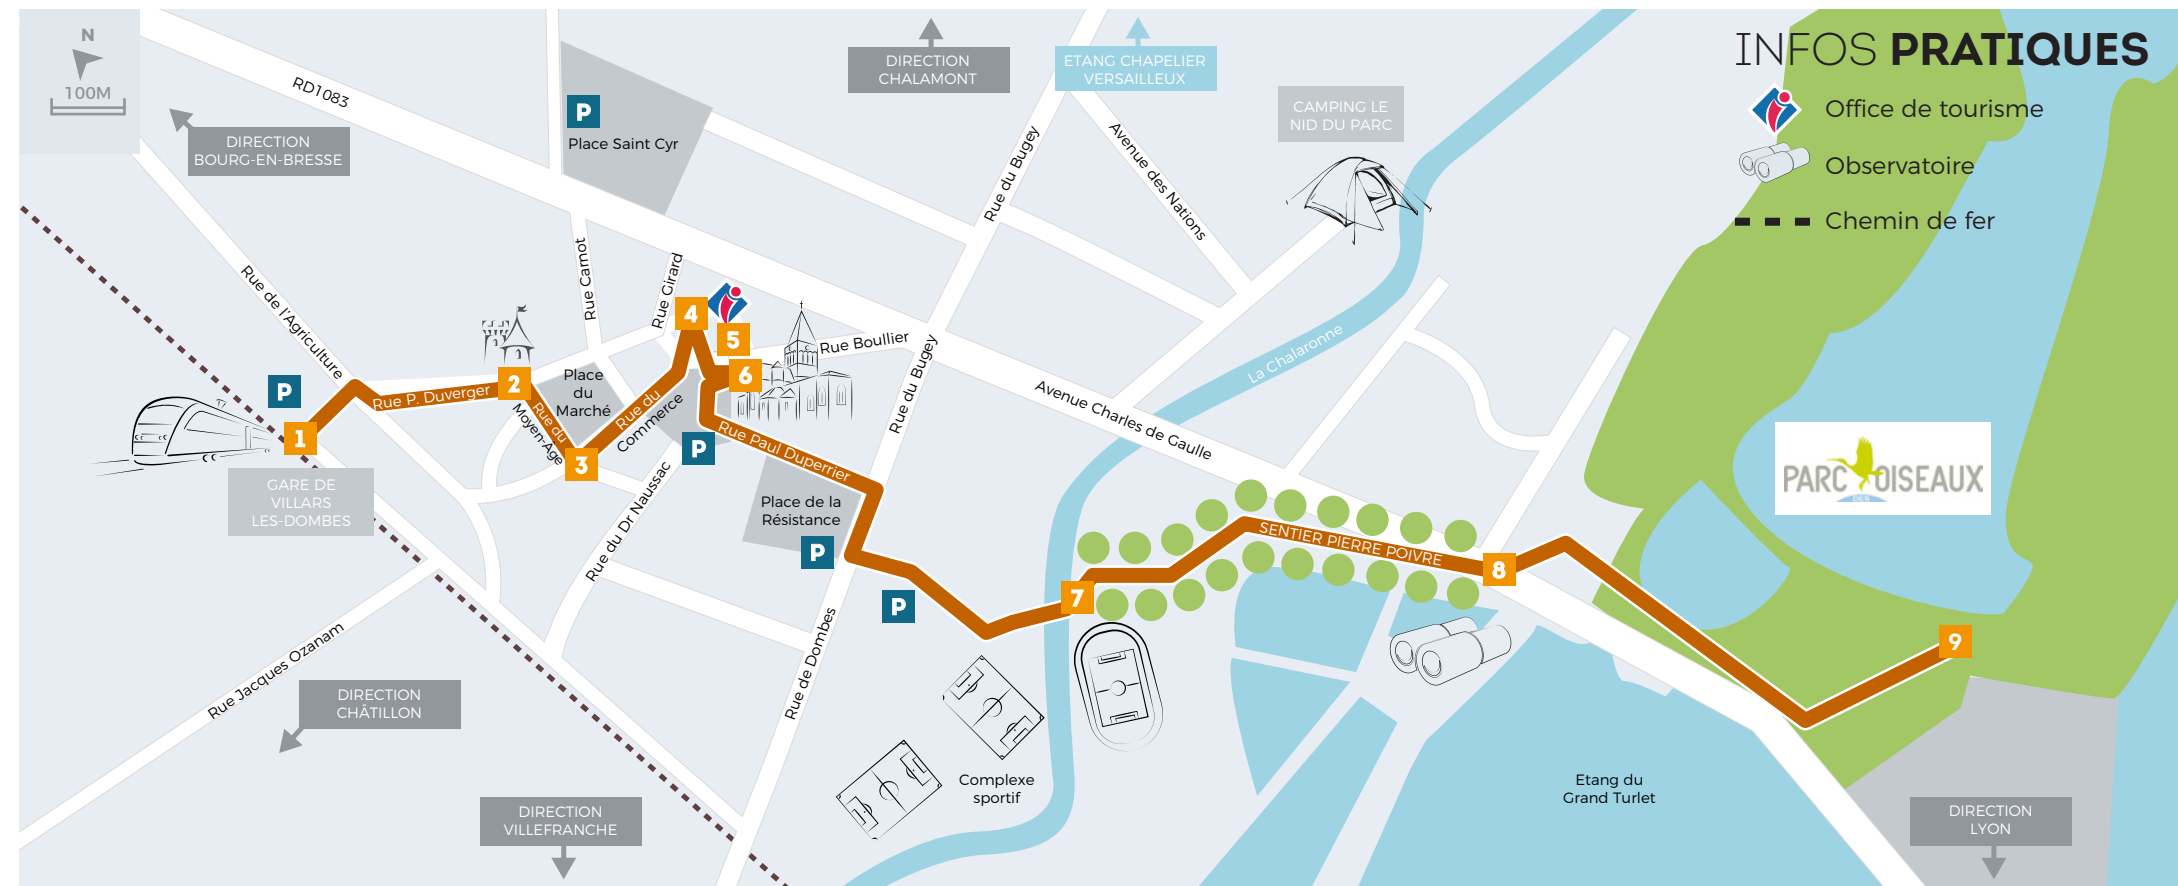 N
100M
RD1083
DIRECTION
BOURG-EN-BRESSE
P
Place Saint Cyr
DIRECTION
CHALAMONT
ETANG CHAPELIER
VERSAILLEUX
CAMPING LE
NID DU PARC
INFOS PRATIQUES
Office de tourisme
Observatoire
Chemin de fer
Rue du Bugey
Avenue des Nations
Rue de l'Agriculture
Rue Carnot
Rue Girard
4
5
6
Rue Boullier
Rue du Bugey
La Chalaronne
Avenue Charles de Gaulle
P
1
GARE DE
VILLARS
LES-DOMBES
Rue P. Duverger
2
Rue du
Moyen-Age
Place
du
Marché
3
Rue du
Commerce
P
Rue Paul Duperrier
Rue du Dr Naussac
Place de la
Résistance
P
P
7
SENTIER PIERRE POIVRE
8
PARC DES OISEAUX
9
Rue Jacques Ozanam
Rue de Dombes
DIRECTION
CHÂTILLON
DIRECTION
VILLEFRANCHE
Complexe
sportif
Etang du
Grand Turlet
DIRECTION
LYON